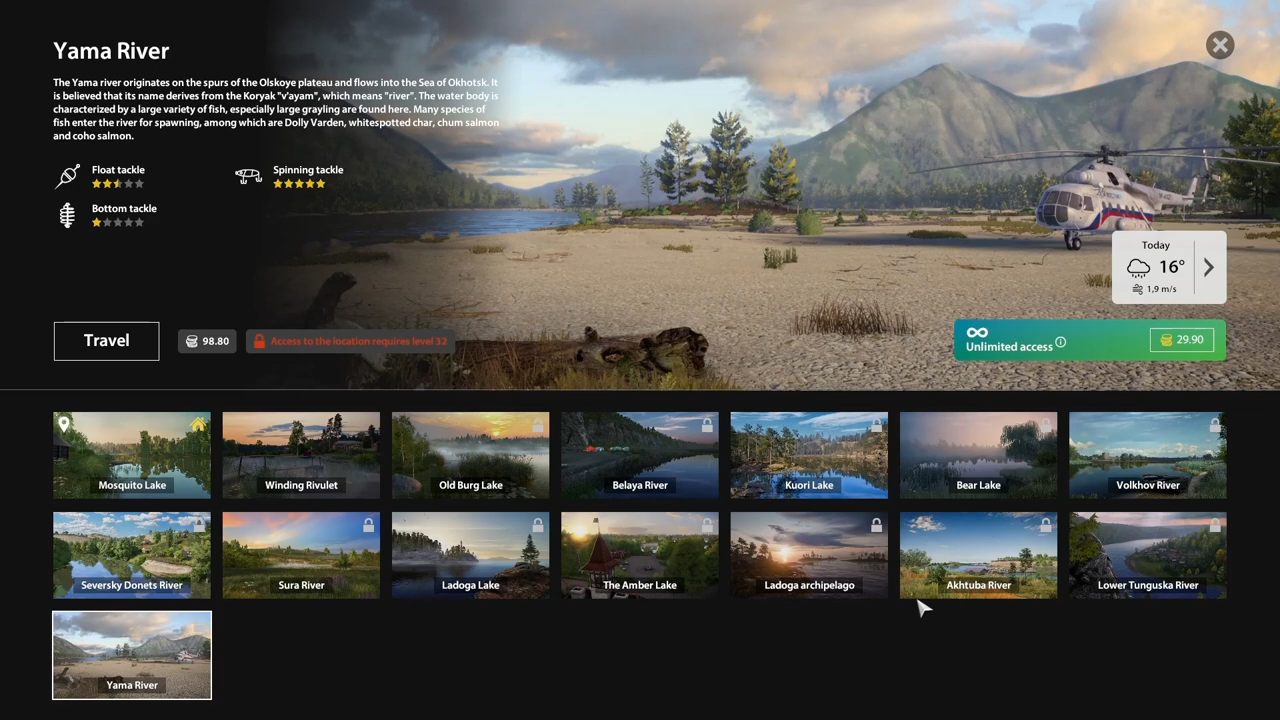 Yama River
The Yama river originates on the spurs of the Olskoye plateau and flows into the Sea of Okhotsk. It
is believed that its name derives from the Koryak "v'ayam", which means "river". The water body is
characterized by a large variety of fish, especially large grayling are found here. Many species of
fish enter the river for spawning, among which are Dolly Varden, whitespotted char, chum salmon
and coho salmon.
Float tackle
Spinning tackle
Bottom tackle
Today
16°
1,9 m/s
Travel
98.80
Access to the location requires level 32
Unlimited access
29.90
Mosquito Lake
Winding Rivulet
Old Burg Lake
Belaya River
Kuori Lake
Bear Lake
Volkhov River
Seversky Donets River
Sura River
Ladoga Lake
The Amber Lake
Ladoga archipelago
Akhtuba River
Lower Tunguska River
Yama River